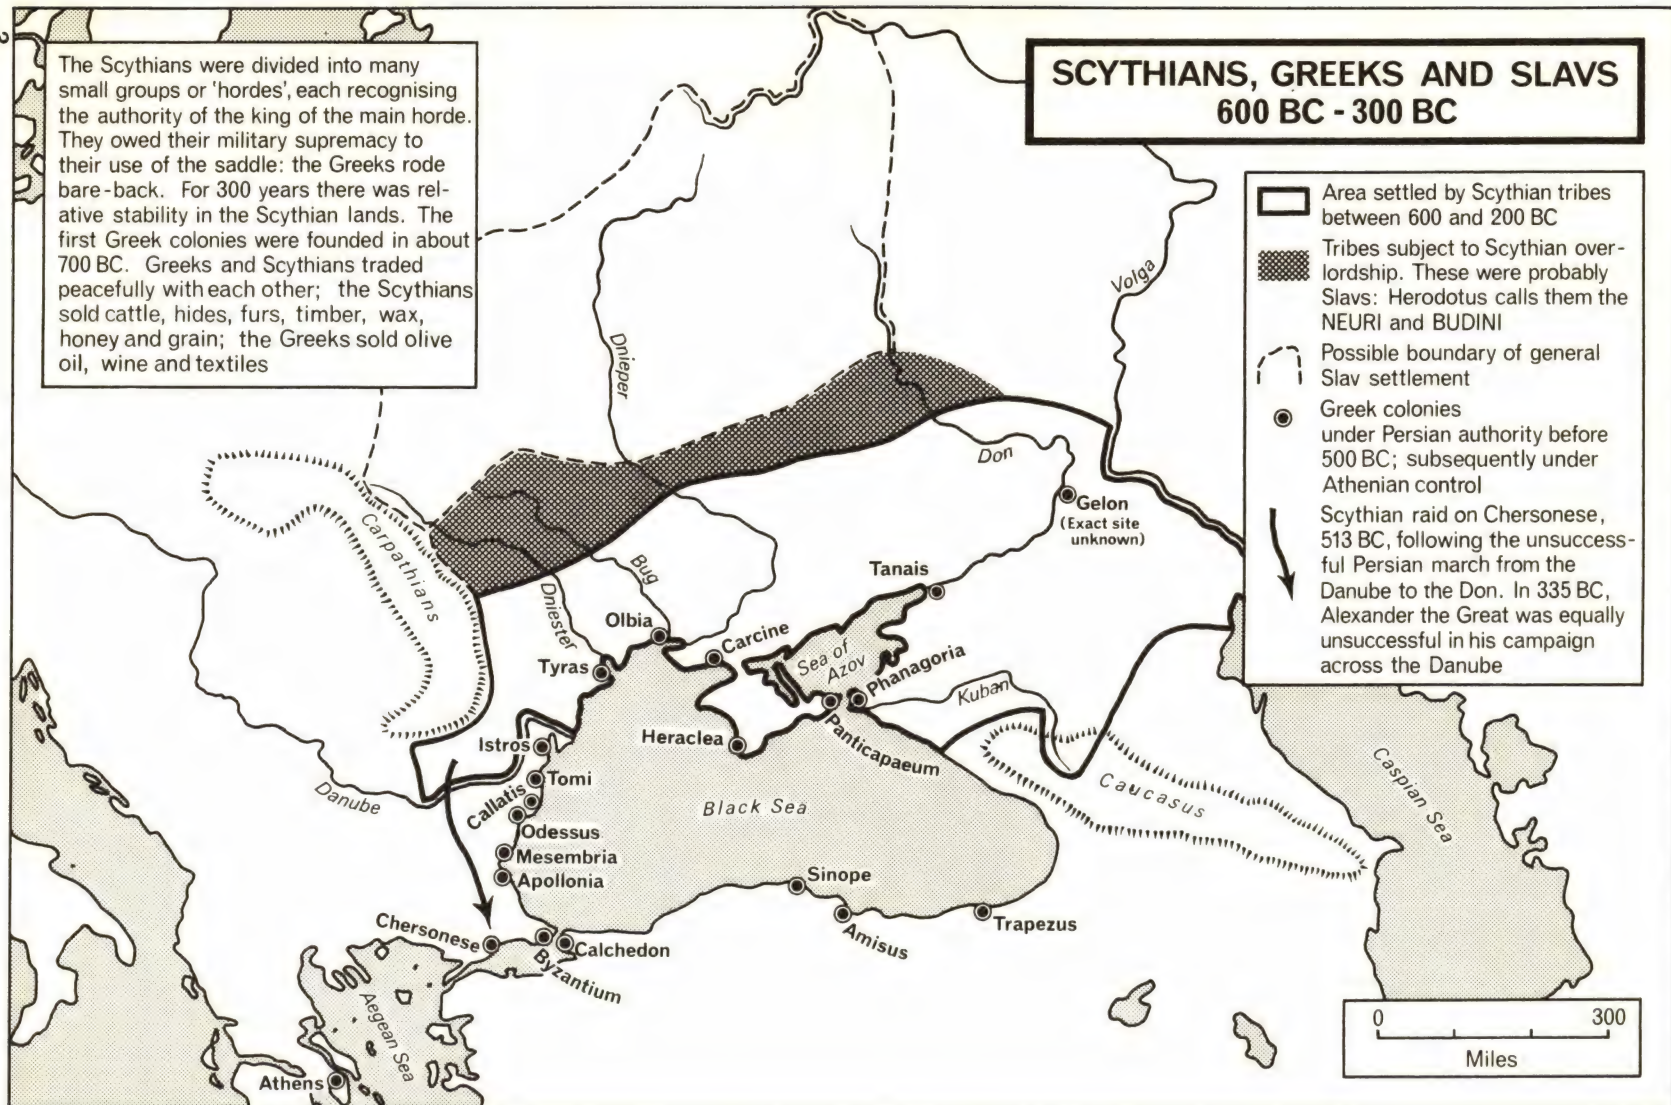 2
The Scythians were divided into many
small groups or 'hordes', each recognising
the authority of the king of the main horde.
They owed their military supremacy to
their use of the saddle: the Greeks rode
bare-back. For 300 years there was rel-
ative stability in the Scythian lands. The
first Greek colonies were founded in about
700 BC. Greeks and Scythians traded
peacefully with each other; the Scythians
sold cattle, hides, furs, timber, wax,
honey and grain; the Greeks sold olive
oil, wine and textiles
SCYTHIANS, GREEKS AND SLAVS
600 BC - 300 BC
Area settled by Scythian tribes
between 600 and 200 BC
Tribes subject to Scythian over-
lordship. These were probably
Slavs: Herodotus calls them the
NEURI and BUDINI
Possible boundary of general
Slav settlement
Greek colonies
under Persian authority before
500 BC; subsequently under
Athenian control
Scythian raid on Chersonese,
513 BC, following the unsuccess-
ful Persian march from the
Danube to the Don. In 335 BC,
Alexander the Great was equally
unsuccessful in his campaign
across the Danube
Volga
Dnieper
Don
Gelon
(Exact site
unknown)
Carpathians
Bug
Dniester
Tanais
Olbia
Carcine
Tyras
Sea of
Azov
Phanagoria
Kuban
Istros
Heraclea
Panticapaeum
Tomi
Danube
Callatis
Black Sea
Caucasus
Caspian Sea
Odessus
Mesembria
Apollonia
Sinope
Chersonese
Calchedon
Byzantium
Amisus
Trapezus
Aegean Sea
Athens
0 300
Miles